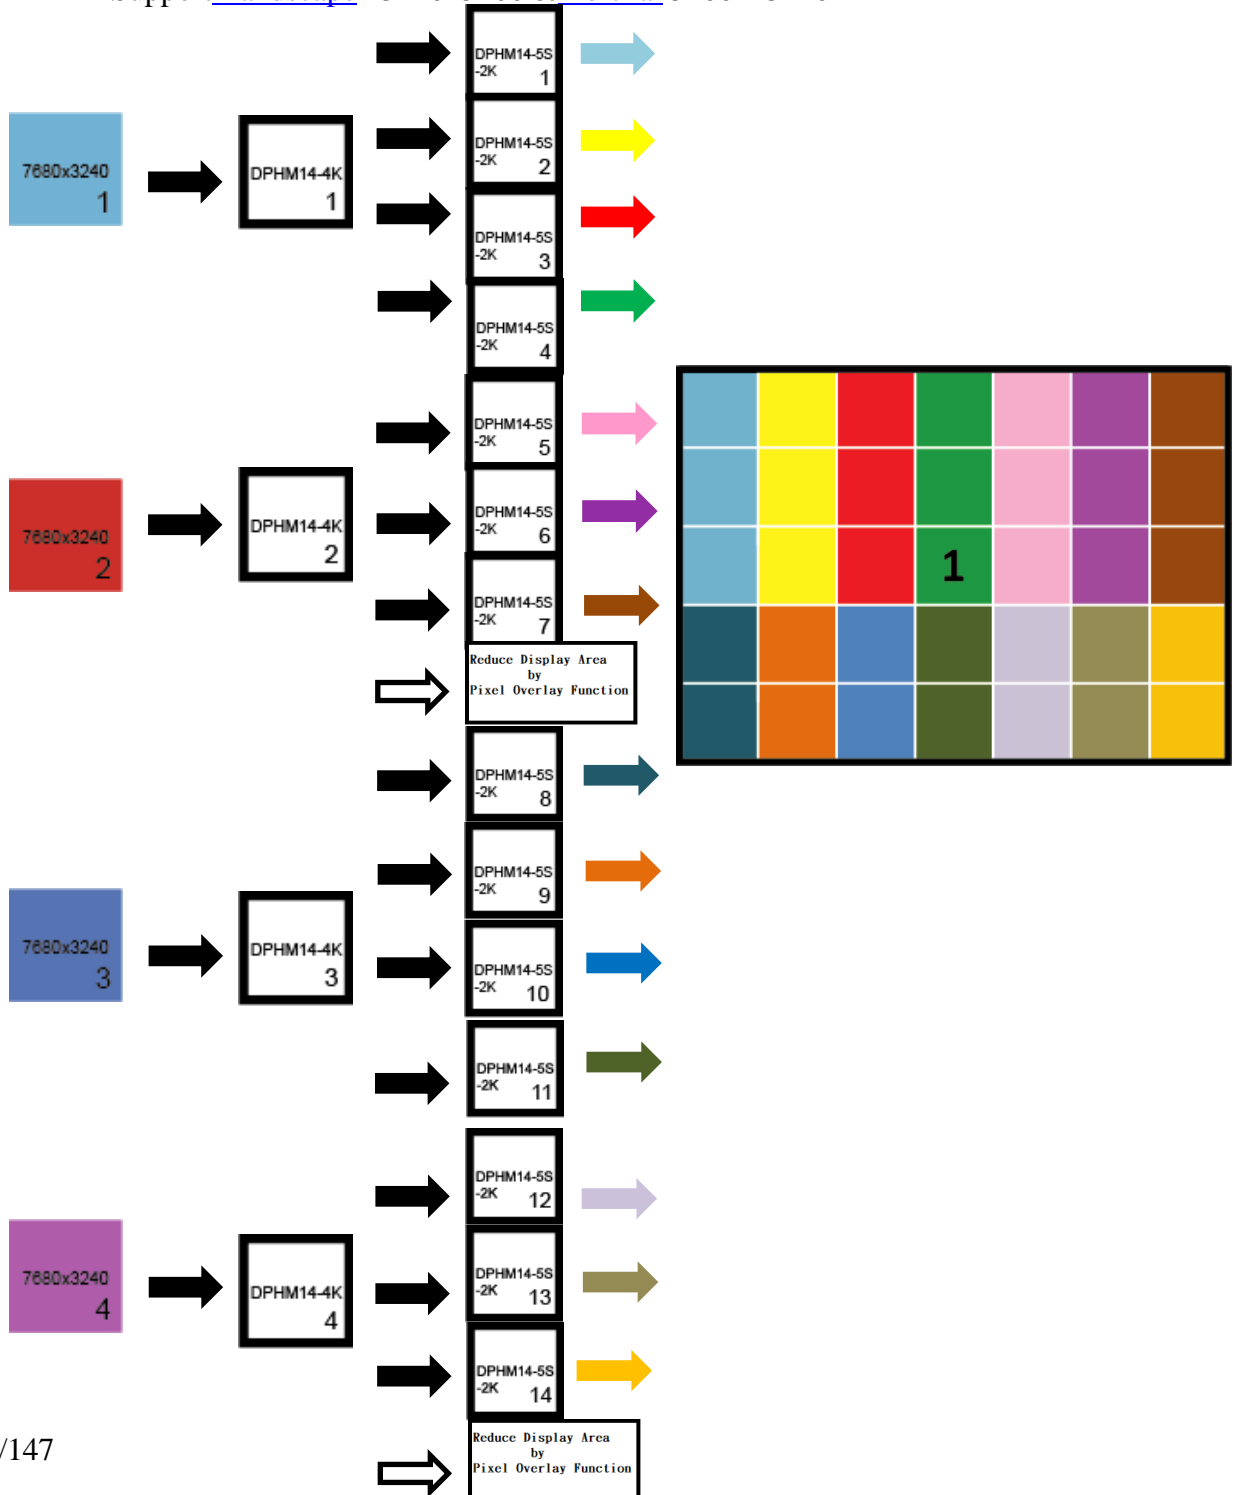 7680x3240
1
DPHM14-4K
1
DPHM14-5S
-2K
1
DPHM14-5S
-2K
2
DPHM14-5S
-2K
3
DPHM14-5S
-2K
4
7680x3240
2
DPHM14-4K
2
DPHM14-5S
-2K
5
DPHM14-5S
-2K
6
DPHM14-5S
-2K
7
Reduce Display Area
by
Pixel Overlay Function
1
7680x3240
3
DPHM14-4K
3
DPHM14-5S
-2K
8
DPHM14-5S
-2K
9
DPHM14-5S
-2K
10
DPHM14-5S
-2K
11
7680x3240
4
DPHM14-4K
4
DPHM14-5S
-2K
12
DPHM14-5S
-2K
13
DPHM14-5S
-2K
14
Reduce Display Area
by
Pixel Overlay Function
/147